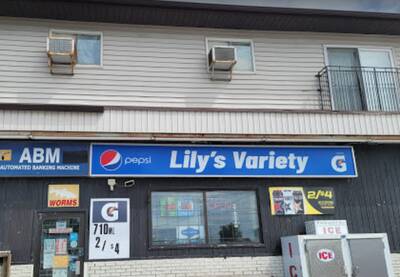 ABM
AUTOMATED BANKING MACHINE
pepsi
Lily's Variety
G
WORMS
G
710ML
2/$4
2/$4
ICE
ICE